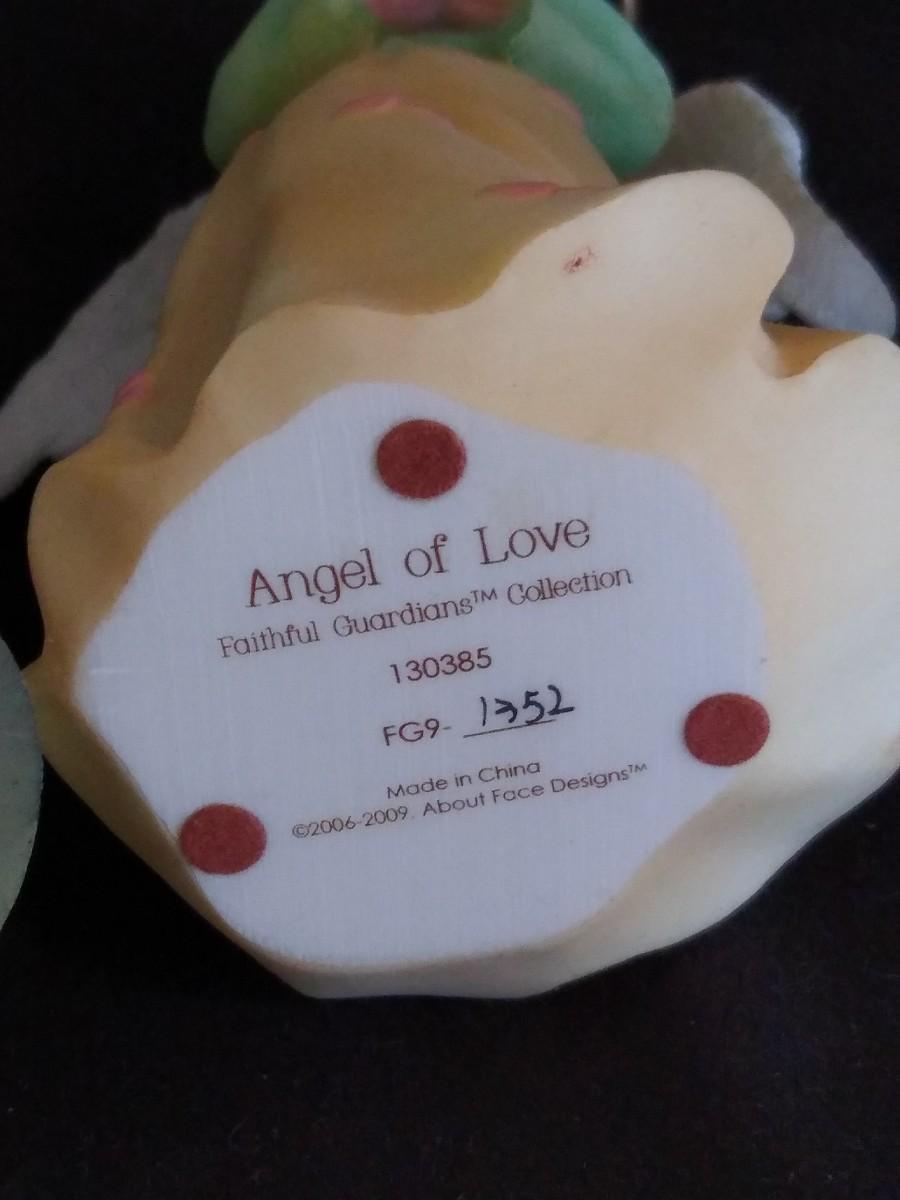 Angel of Love
Faithful Guardians™ Collection
130385
FG9- 1352
Made in China
©2006-2009. About Face Designs™